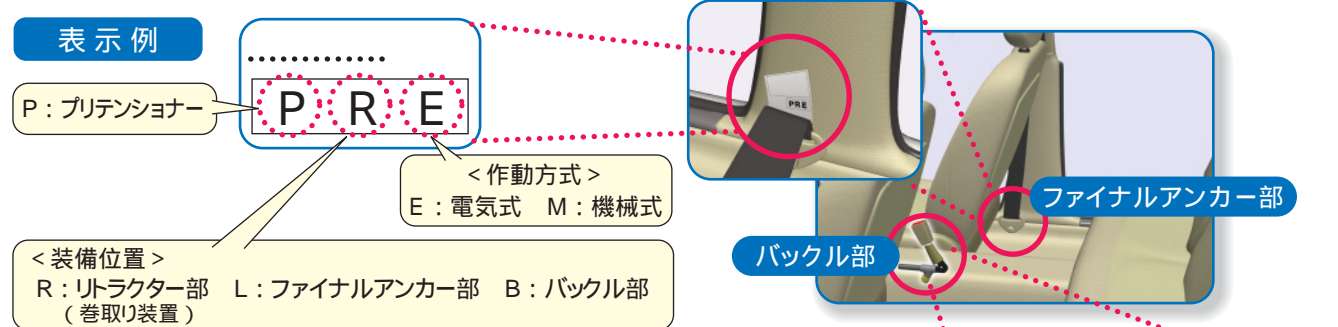 表示例
P：プリテンショナー
P R E
＜作動方式＞
E：電気式 M：機械式
＜装備位置＞
R：リトラクター部 L：ファイナルアンカー部 B：バックル部
（巻取り装置）
PRE
ファイナルアンカー部
バックル部